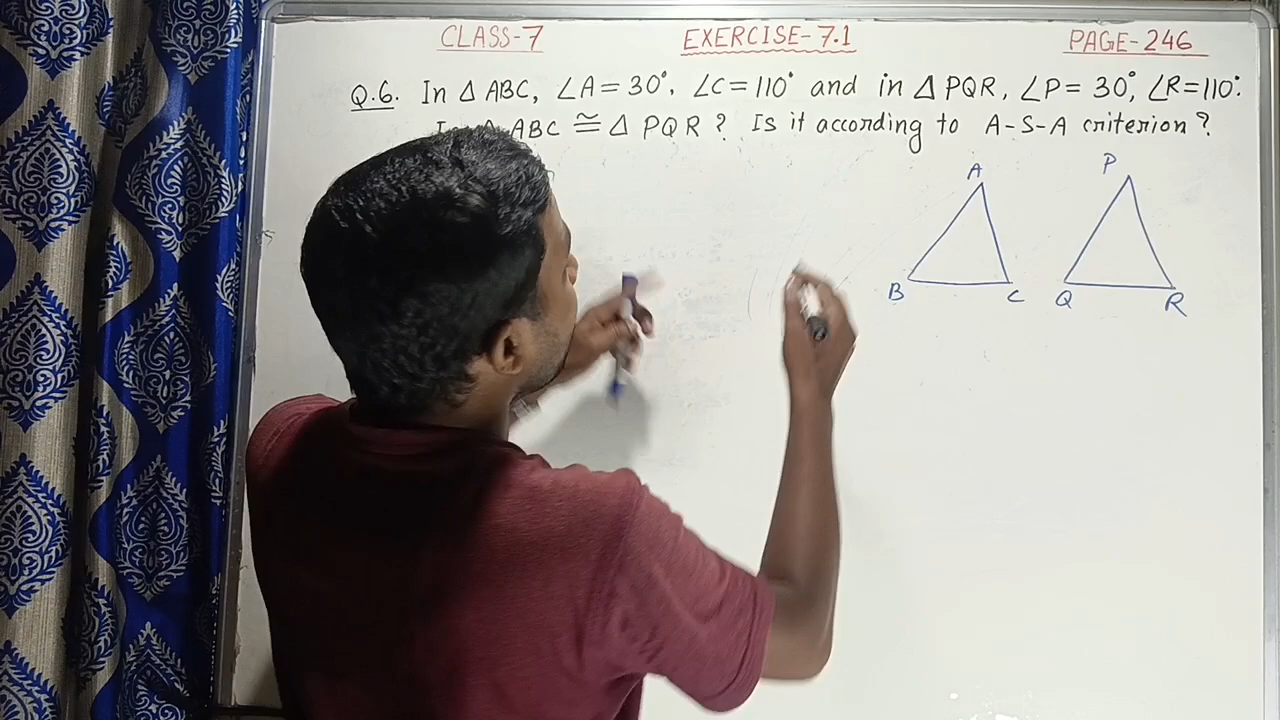 CLASS-7 EXERCISE-7.1 PAGE-246
Q.6. In Δ ABC, ∠A = 30°, ∠C = 110° and in Δ PQR, ∠P = 30°, ∠R = 110°.
ABC ≅ Δ PQR ? Is it according to A-S-A criterion ?
A P
B C Q R